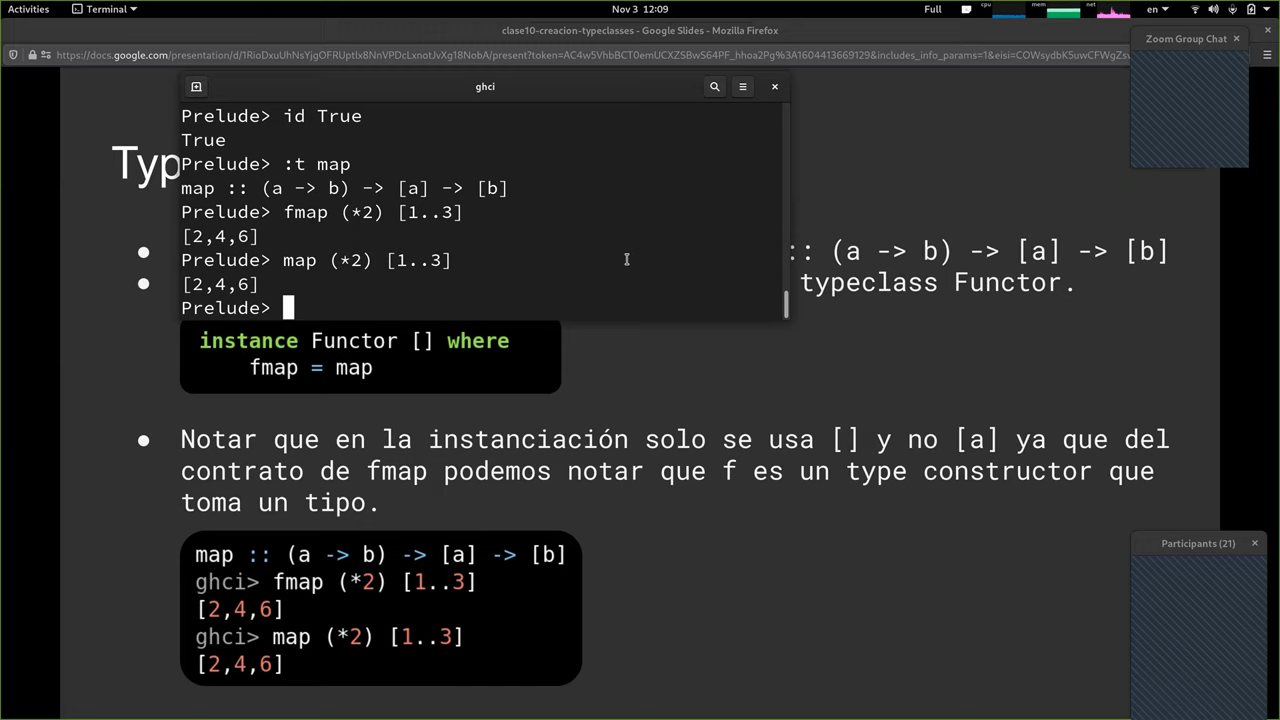 Activities
Terminal
Nov 3 12:09
Full
cpu
mem
net
en
clase10-creacion-typeclasses - Google Slides - Mozilla Firefox
Zoom Group Chat
ghci
Prelude> id True
True
Prelude> :t map
map :: (a -> b) -> [a] -> [b]
Prelude> fmap (*2) [1..3]
[2,4,6]
Prelude> map (*2) [1..3]
[2,4,6]
Prelude>
Typ
:: (a -> b) -> [a] -> [b]
typeclass Functor.
instance Functor [] where
fmap = map
● Notar que en la instanciación solo se usa [] y no [a] ya que del
contrato de fmap podemos notar que f es un type constructor que
toma un tipo.
map :: (a -> b) -> [a] -> [b]
ghci> fmap (*2) [1..3]
[2,4,6]
ghci> map (*2) [1..3]
[2,4,6]
Participants (21)